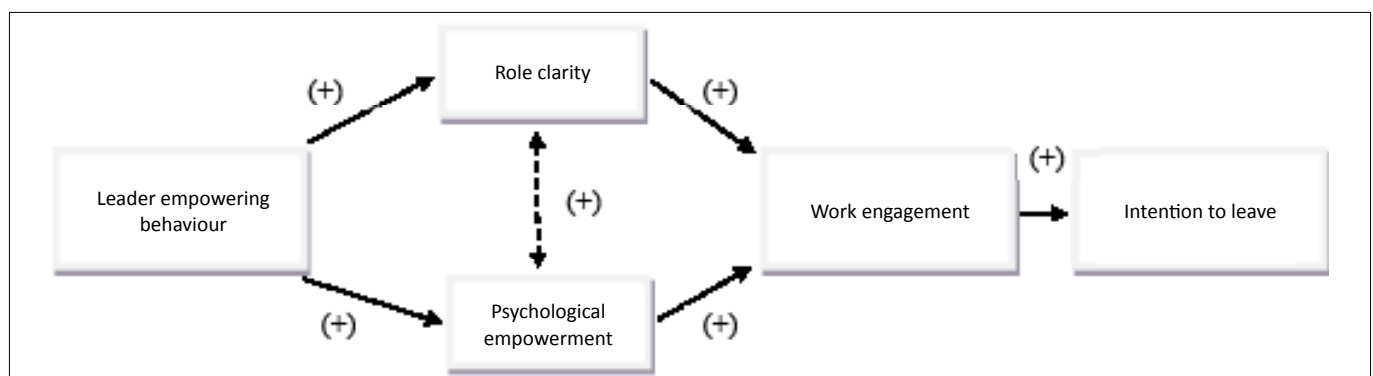 Role clarity
(+)
(+)
(+)
Leader empowering
behaviour
(+)
Work engagement
Intention to leave
Psychological
empowerment
(+)
(+)